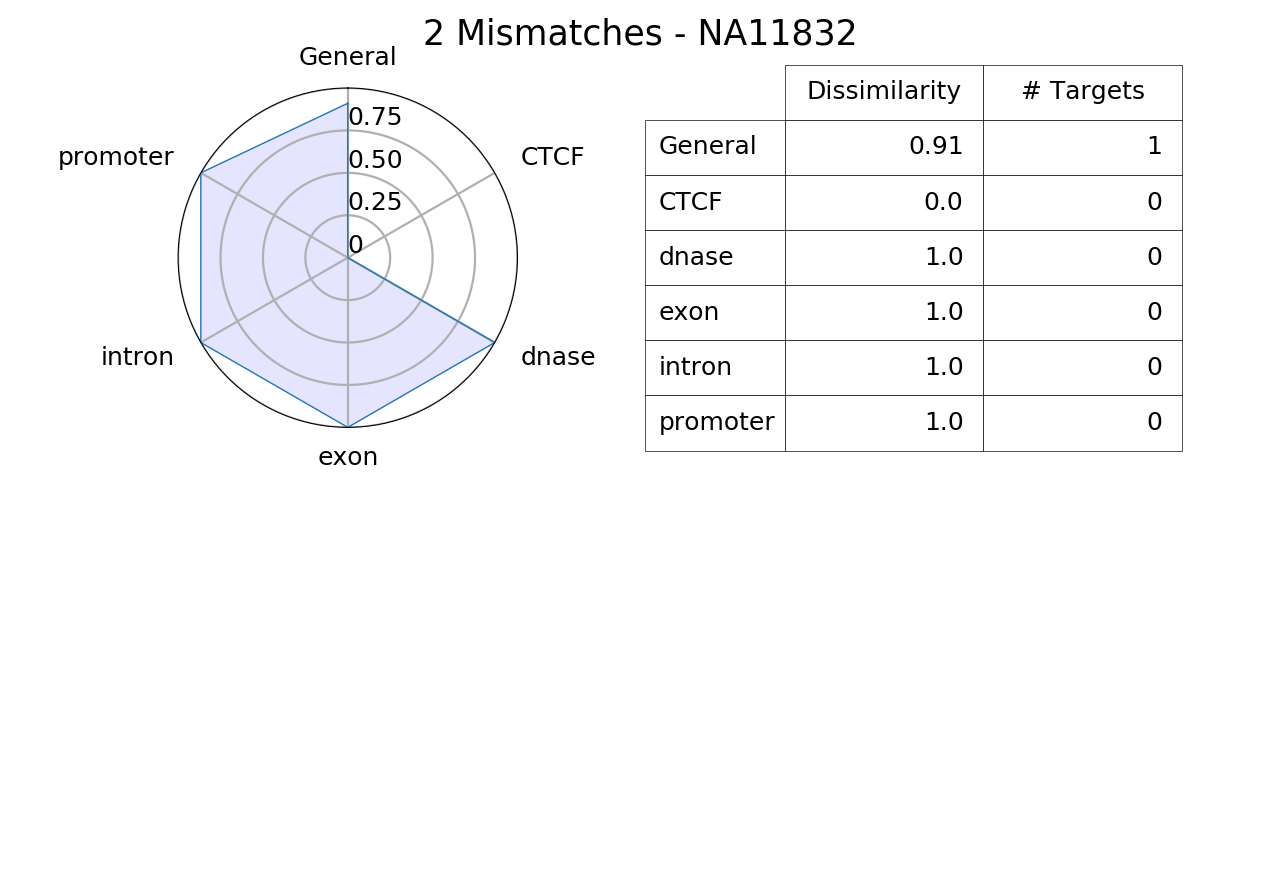 2 Mismatches - NA11832
General
CTCF
dnase
exon
intron
promoter
0.75
0.50
0.25
0
Dissimilarity # Targets
General 0.91 1
CTCF 0.0 0
dnase 1.0 0
exon 1.0 0
intron 1.0 0
promoter 1.0 0